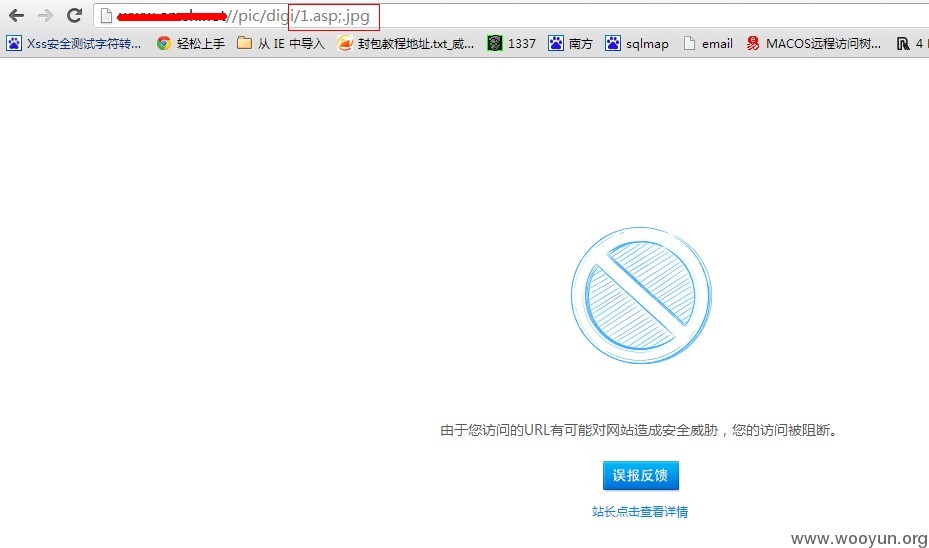 //pic/digi/1.asp;.jpg
Xss安全测试字符转... 轻松上手 从 IE 中导入 封包教程地址.txt_威... 1337 南方 sqlmap email MACOS远程访问树... 4
由于您访问的URL有可能对网站造成安全威胁，您的访问被阻断。
误报反馈
站长点击查看详情
www.wooyun.org